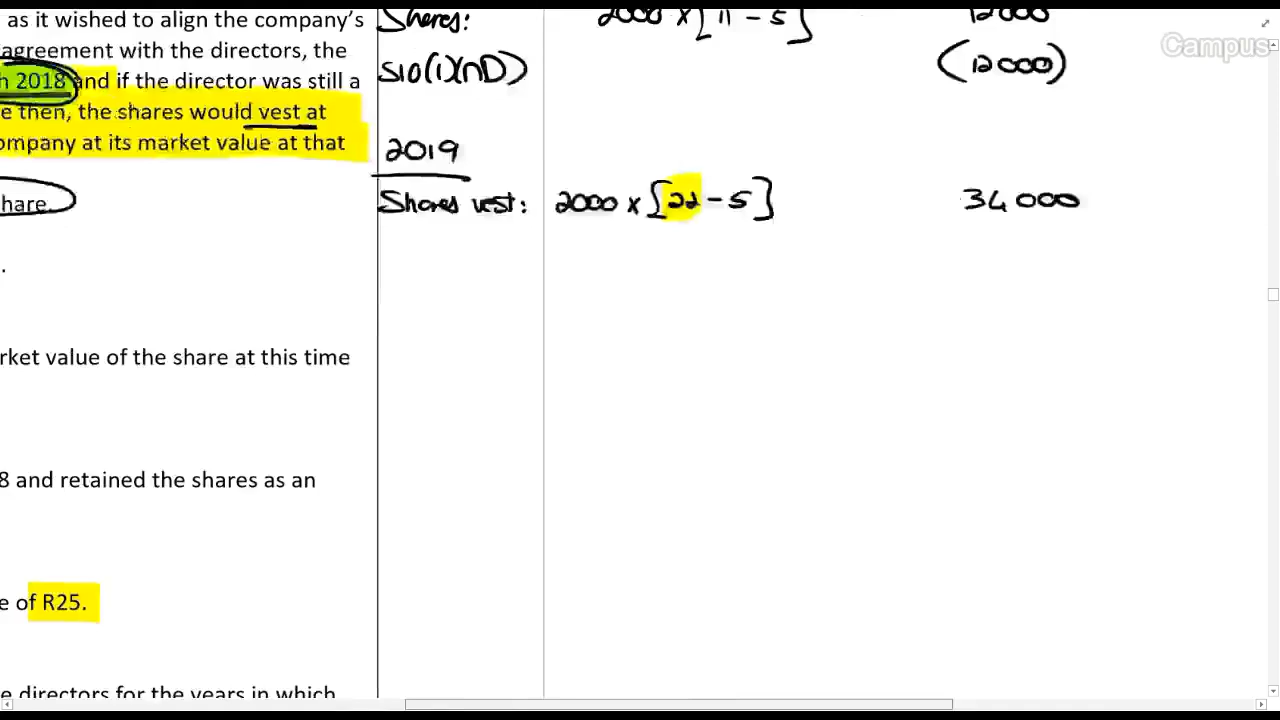 as it wished to align the company's
agreement with the directors, the
h 2018 and if the director was still a
e then, the shares would vest at
ompany at its market value at that
hare.
.
rket value of the share at this time
8 and retained the shares as an
e of R25.
e directors for the years in which
Shares: 2000 x [11 - 5] 12000
S10(1)(nD) (12000)
2019
Shares vest: 2000 x [22 - 5] 34 000
Campus